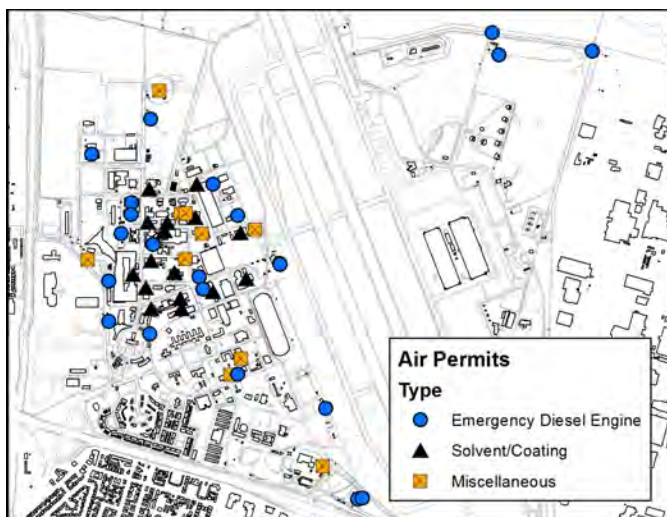 Air Permits
Type
Emergency Diesel Engine
Solvent/Coating
Miscellaneous